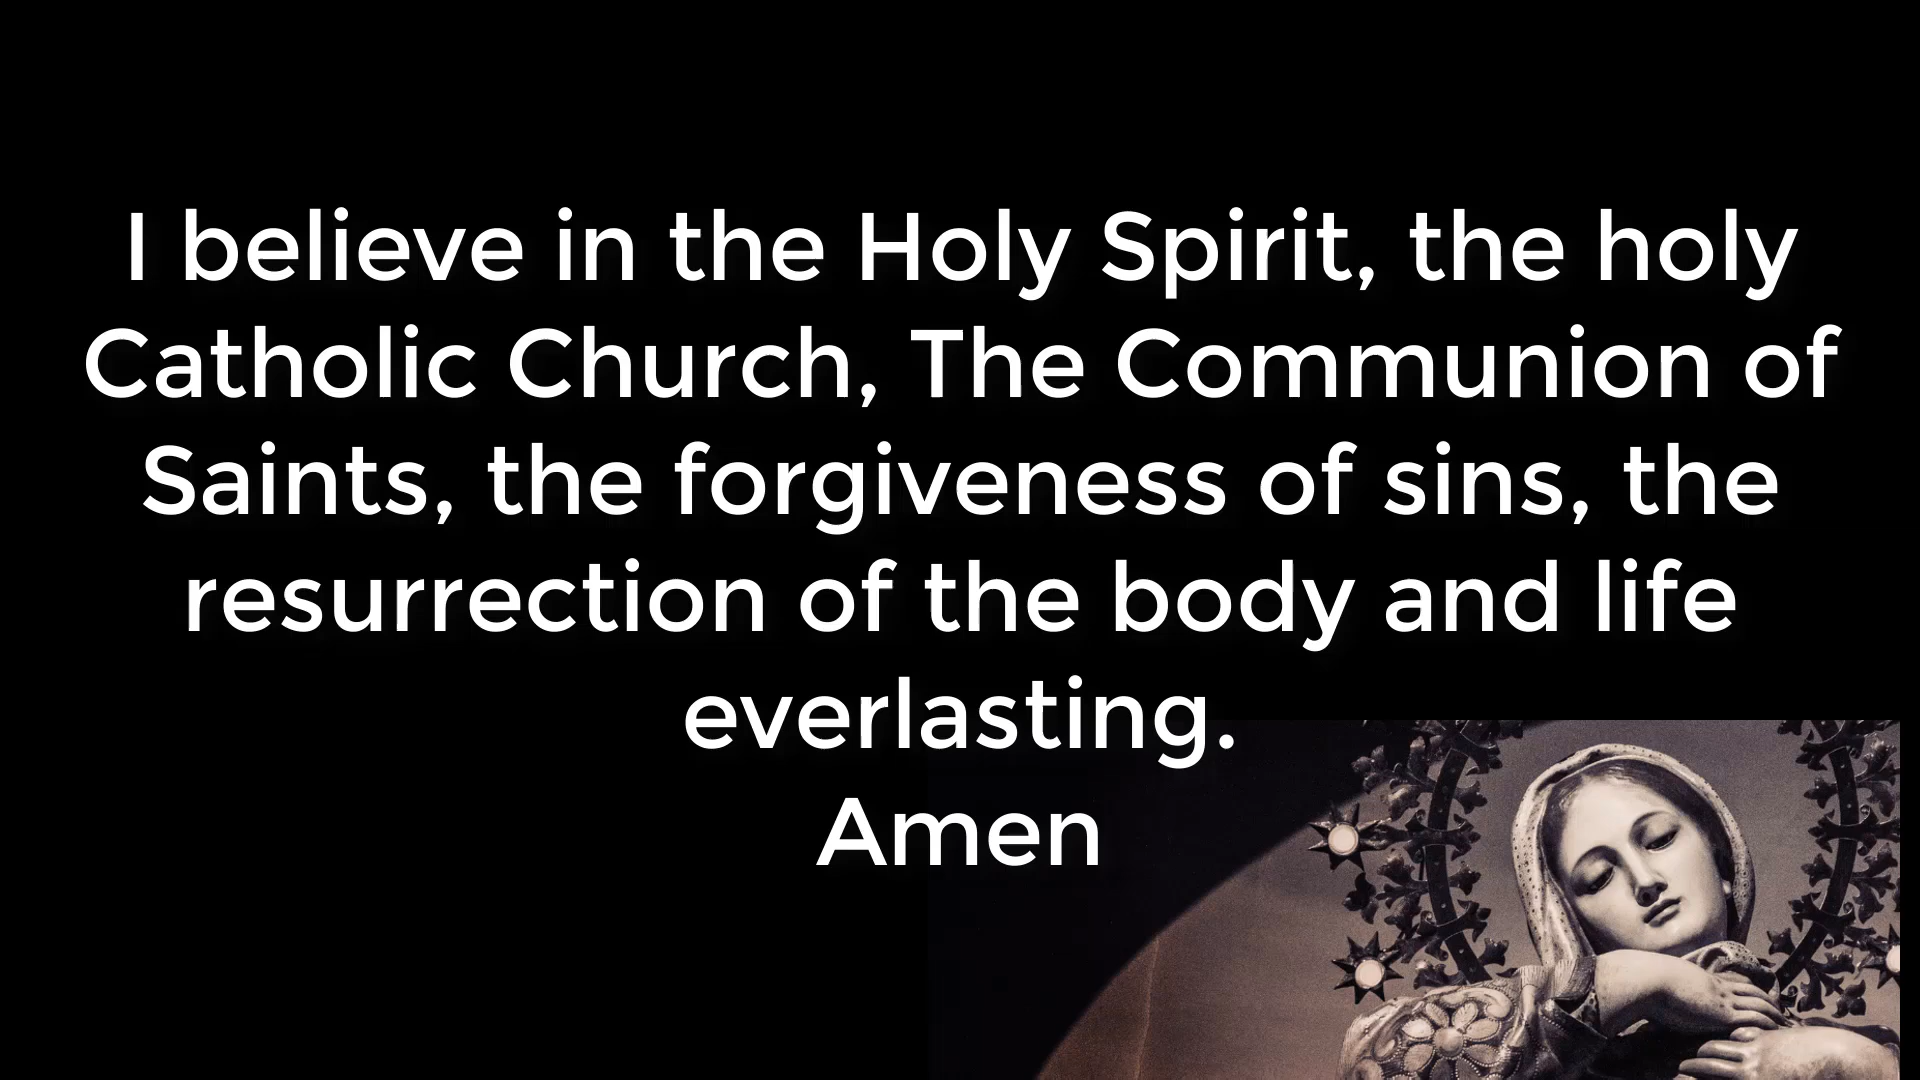 I believe in the Holy Spirit, the holy
Catholic Church, The Communion of
Saints, the forgiveness of sins, the
resurrection of the body and life
everlasting.
Amen